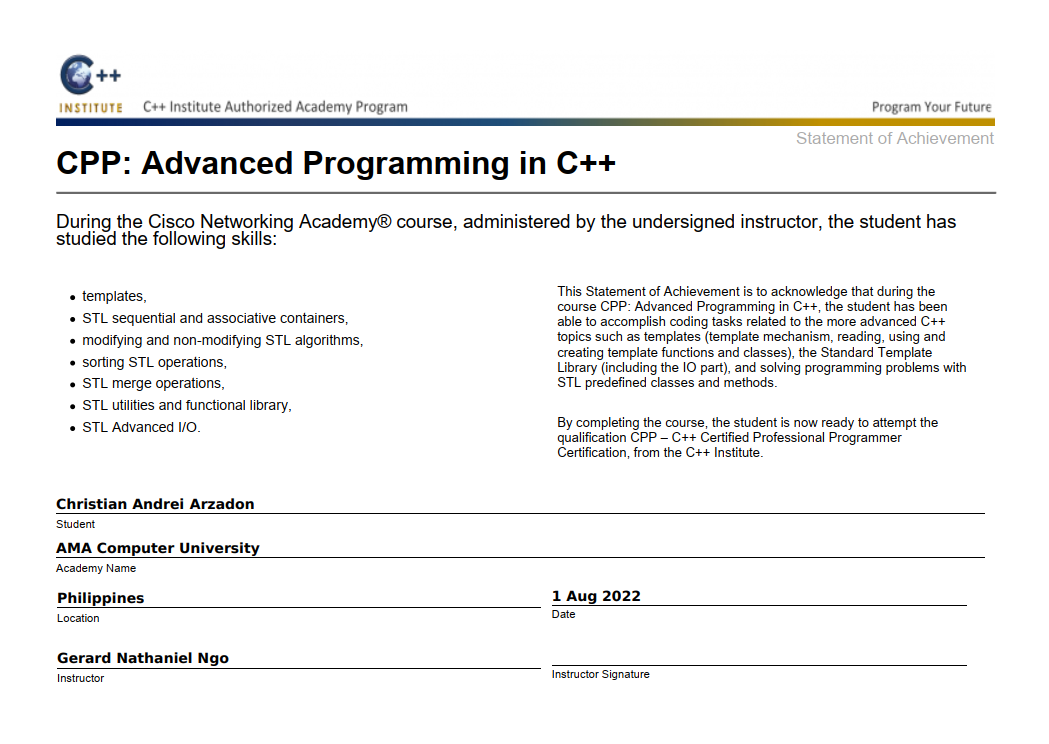 C++
INSTITUTE
C++ Institute Authorized Academy Program
Program Your Future
Statement of Achievement
CPP: Advanced Programming in C++
During the Cisco Networking Academy® course, administered by the undersigned instructor, the student has
studied the following skills:
• templates,
• STL sequential and associative containers,
• modifying and non-modifying STL algorithms,
• sorting STL operations,
• STL merge operations,
• STL utilities and functional library,
• STL Advanced I/O.
This Statement of Achievement is to acknowledge that during the
course CPP: Advanced Programming in C++, the student has been
able to accomplish coding tasks related to the more advanced C++
topics such as templates (template mechanism, reading, using and
creating template functions and classes), the Standard Template
Library (including the IO part), and solving programming problems with
STL predefined classes and methods.
By completing the course, the student is now ready to attempt the
qualification CPP – C++ Certified Professional Programmer
Certification, from the C++ Institute.
Christian Andrei Arzadon
Student
AMA Computer University
Academy Name
Philippines
Location
1 Aug 2022
Date
Gerard Nathaniel Ngo
Instructor
Instructor Signature